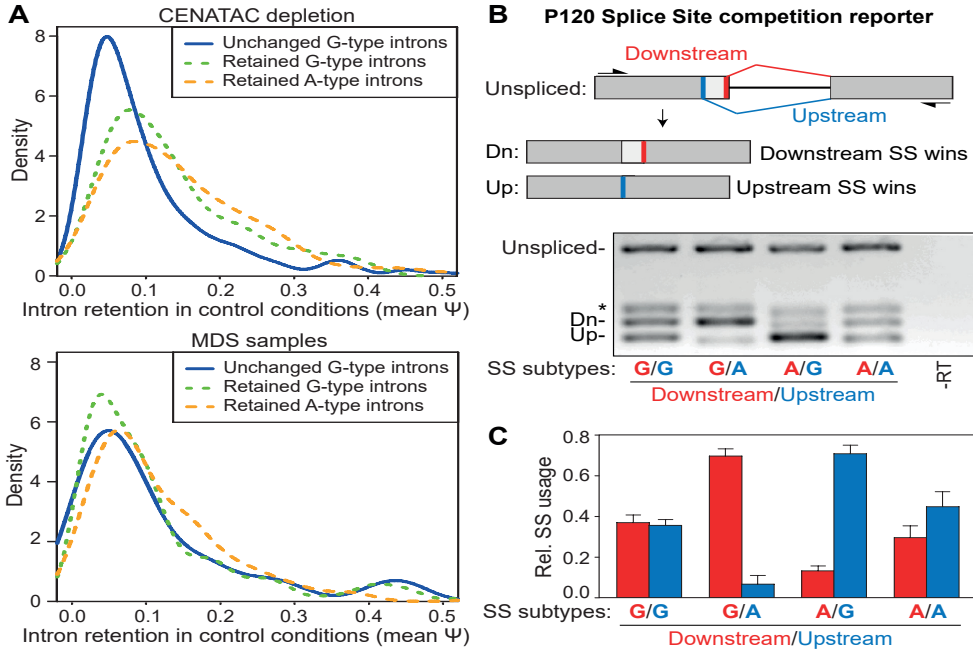 A
CENATAC depletion
Unchanged G-type introns
Retained G-type introns
Retained A-type introns
Density
8
6
4
2
0
0.0 0.1 0.2 0.3 0.4 0.5
Intron retention in control conditions (mean Ψ)
MDS samples
Unchanged G-type introns
Retained G-type introns
Retained A-type introns
Density
8
6
4
2
0
0.0 0.1 0.2 0.3 0.4 0.5
Intron retention in control conditions (mean Ψ)
B P120 Splice Site competition reporter
Downstream
Unspliced:
Upstream
Dn: Downstream SS wins
Up: Upstream SS wins
Unspliced-
*
Dn-
Up-
SS subtypes: G/G G/A A/G A/A -RT
Downstream/Upstream
C
Rel. SS usage
0.8
0.6
0.4
0.2
0.0
SS subtypes: G/G G/A A/G A/A
Downstream/Upstream